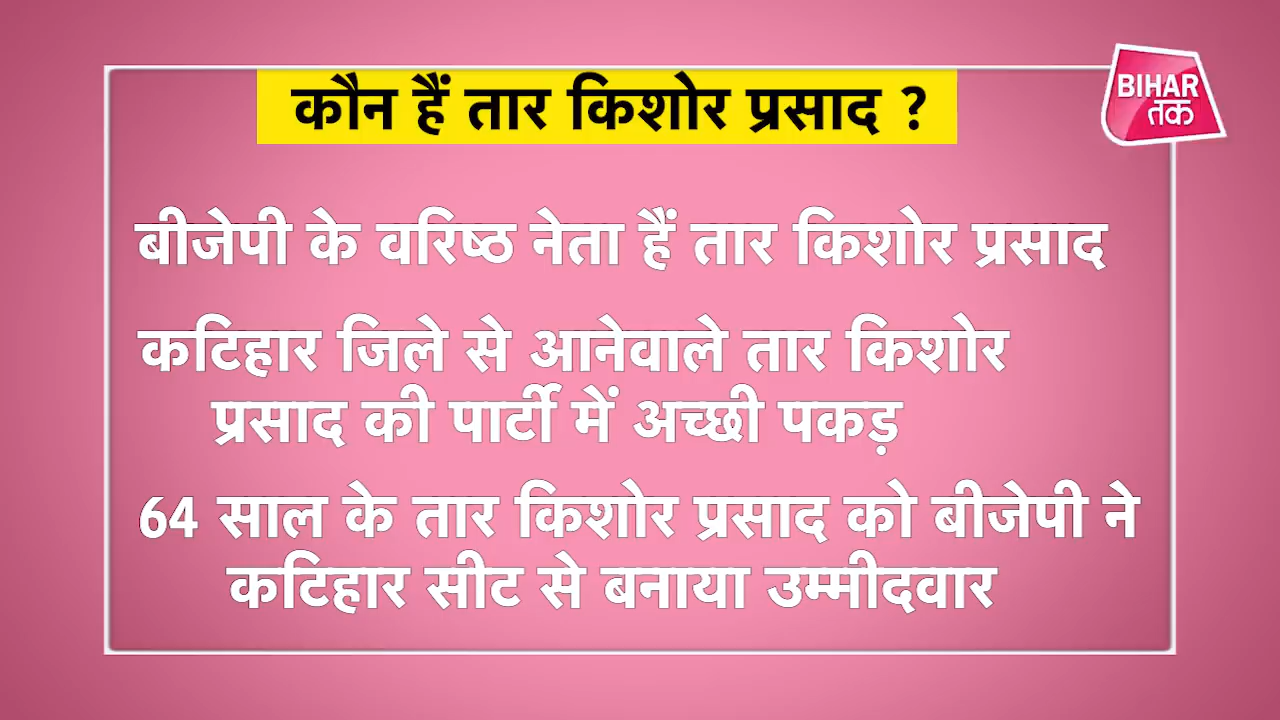 कौन हैं तार किशोर प्रसाद ?
BIHAR
तक
बीजेपी के वरिष्ठ नेता हैं तार किशोर प्रसाद
कटिहार जिले से आनेवाले तार किशोर
प्रसाद की पार्टी में अच्छी पकड़
64 साल के तार किशोर प्रसाद को बीजेपी ने
कटिहार सीट से बनाया उम्मीदवार